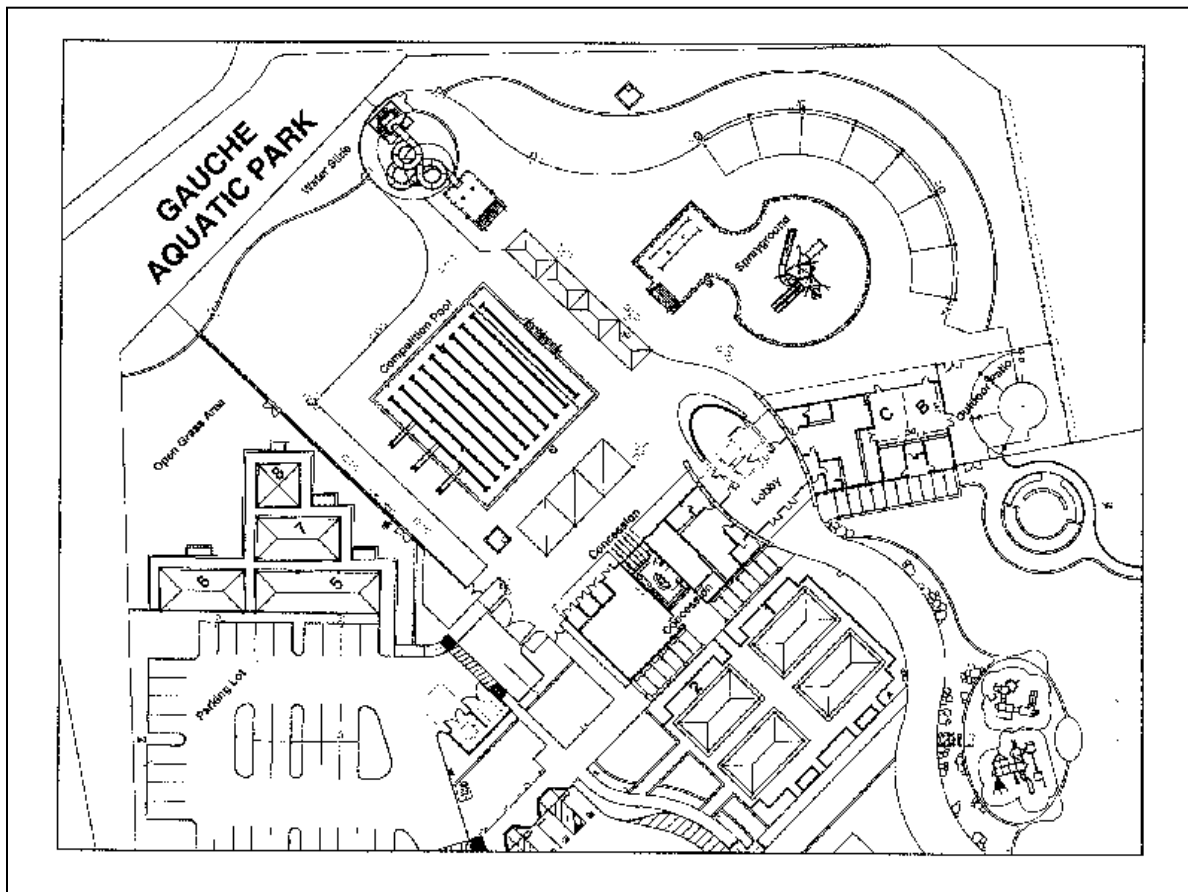 GAUCHE
AQUATIC PARK
Water Slide
Sprayground
Competition Pool
Open Grass Area
Outdoor Patio
C
B
Lobby
Concession
Concession
8
7
6
5
Parking Lot
1
2